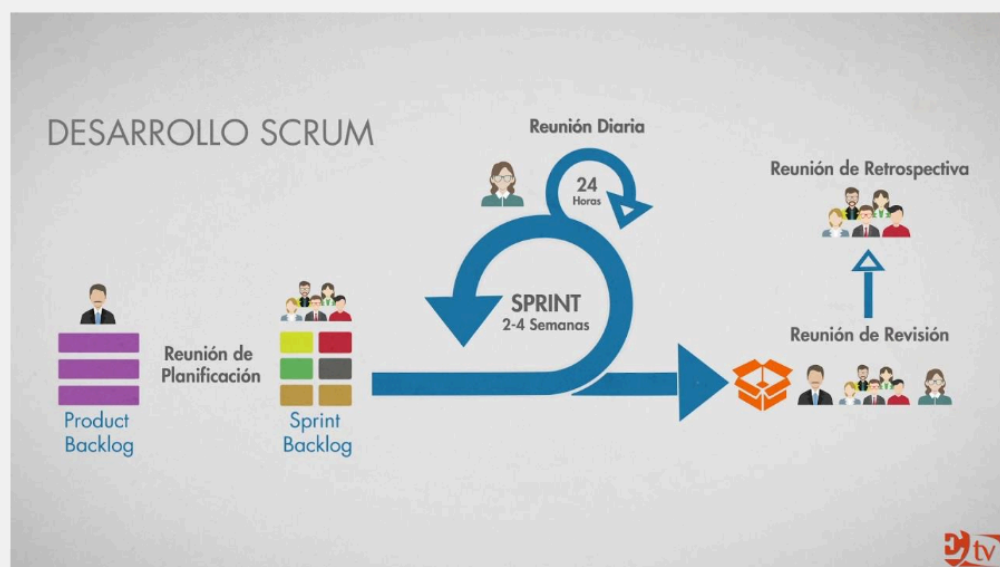 DESARROLLO SCRUM
Reunión Diaria
24
Horas
Reunión de Retrospectiva
SPRINT
2-4 Semanas
Reunión de Revisión
Reunión de
Planificación
Product
Backlog
Sprint
Backlog
E tv